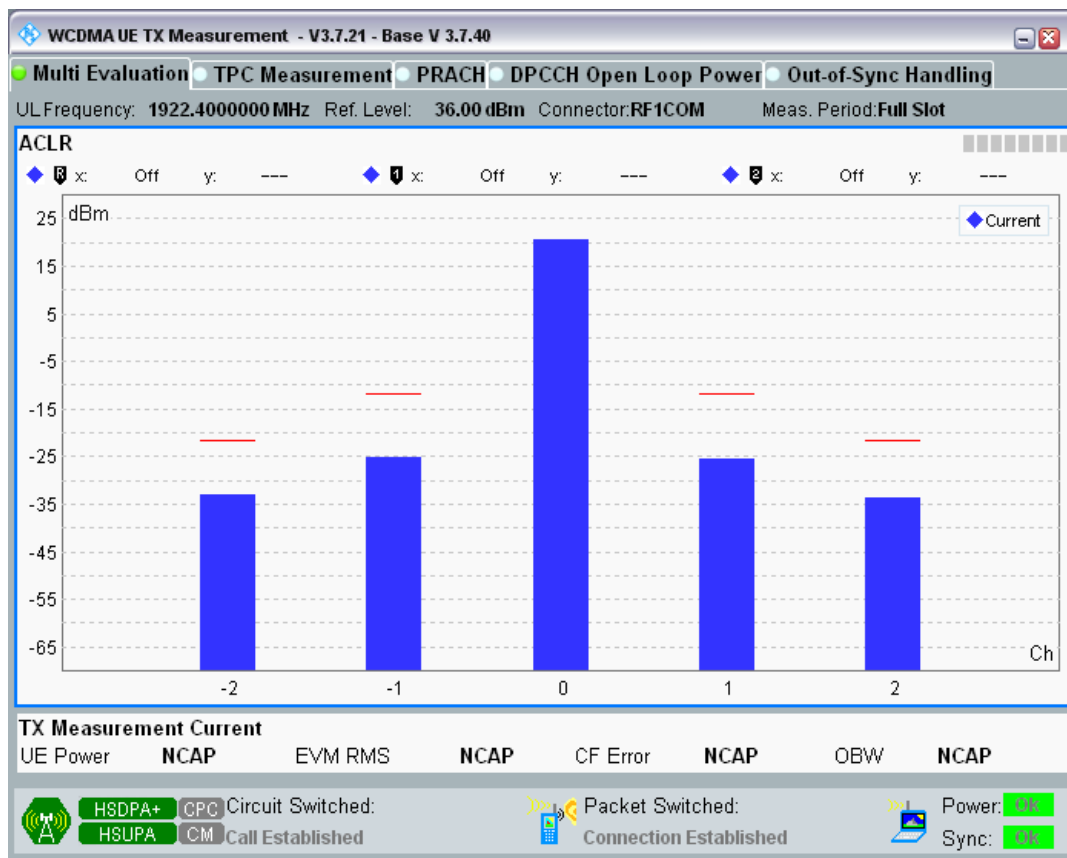 WCDMA UE TX Measurement - V3.7.21 - Base V 3.7.40
Multi Evaluation TPC Measurement PRACH DPCCH Open Loop Power Out-of-Sync Handling
UL Frequency: 1922.4000000 MHz Ref. Level: 36.00 dBm Connector:RF1COM Meas. Period:Full Slot
ACLR
R x: Off y: --- 1 x: Off y: --- 2 x: Off y: ---
dBm
Current
25
15
5
-5
-15
-25
-35
-45
-55
-65
Ch
-2 -1 0 1 2
TX Measurement Current
UE Power NCAP EVM RMS NCAP CF Error NCAP OBW NCAP
HSDPA+ CPC Circuit Switched: Packet Switched: Power: OK
HSUPA CM Call Established Connection Established Sync: OK